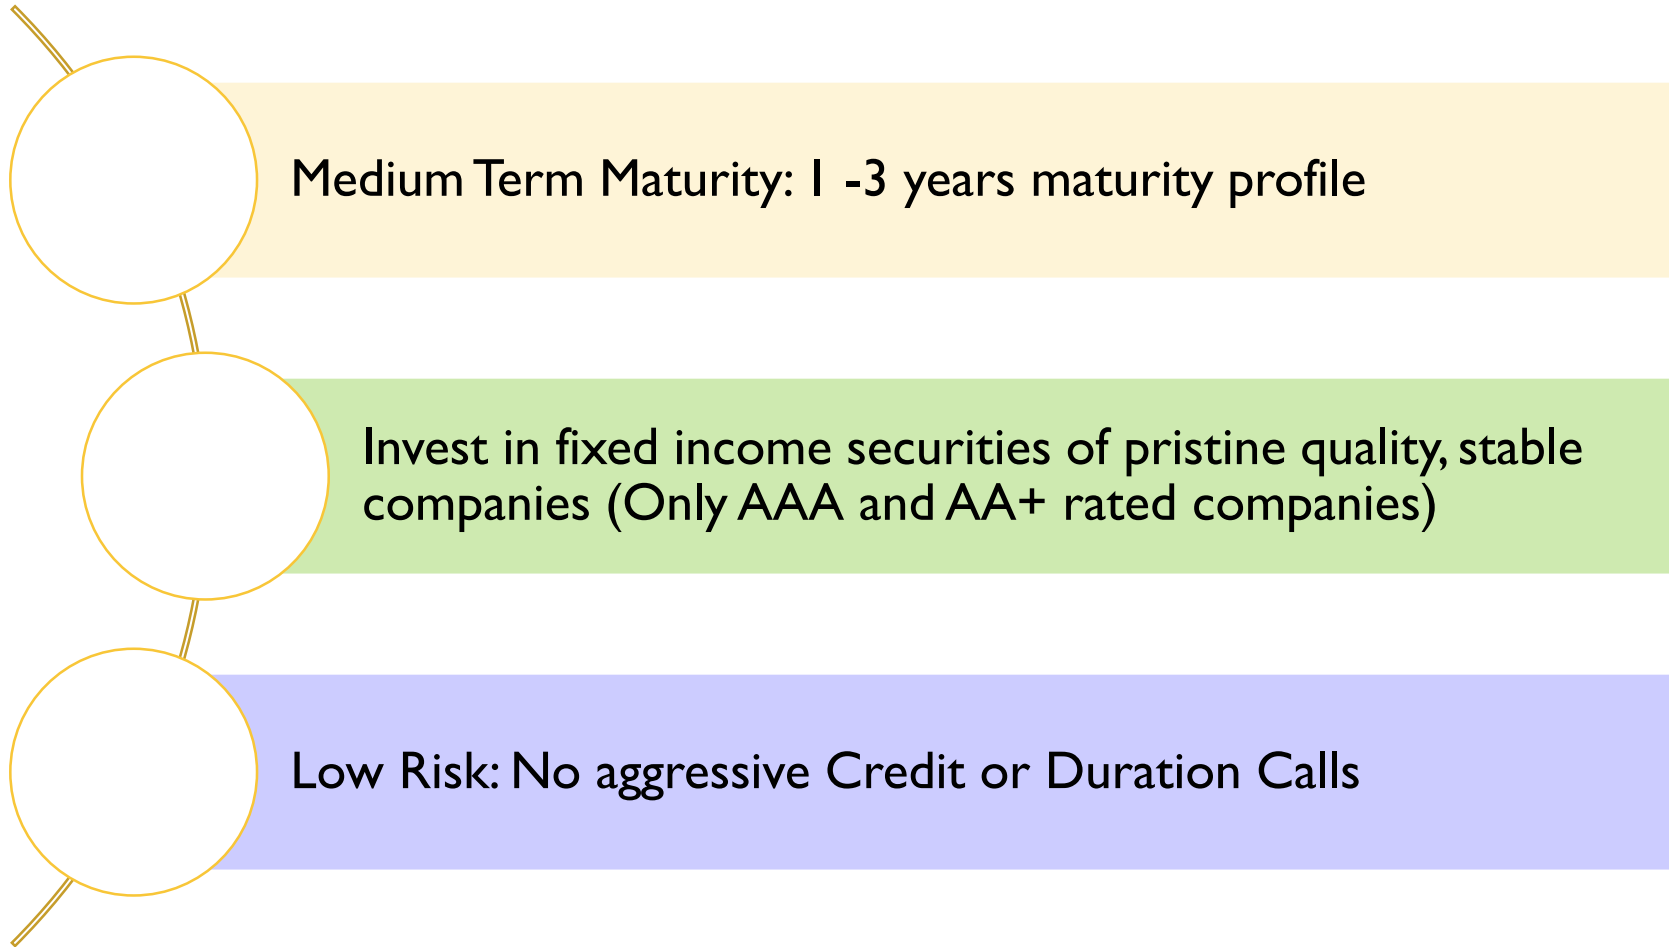 Medium Term Maturity: 1 -3 years maturity profile
Invest in fixed income securities of pristine quality, stable
companies (Only AAA and AA+ rated companies)
Low Risk: No aggressive Credit or Duration Calls